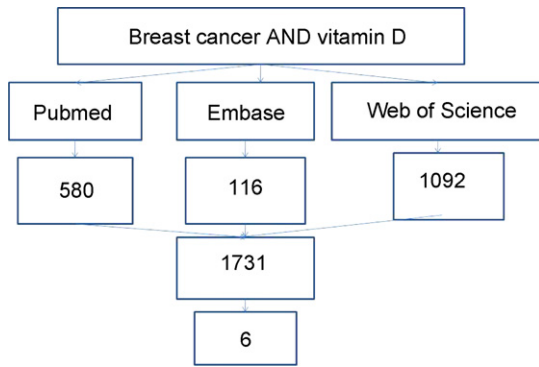 Breast cancer AND vitamin D
Pubmed
Embase
Web of Science
580
116
1092
1731
6